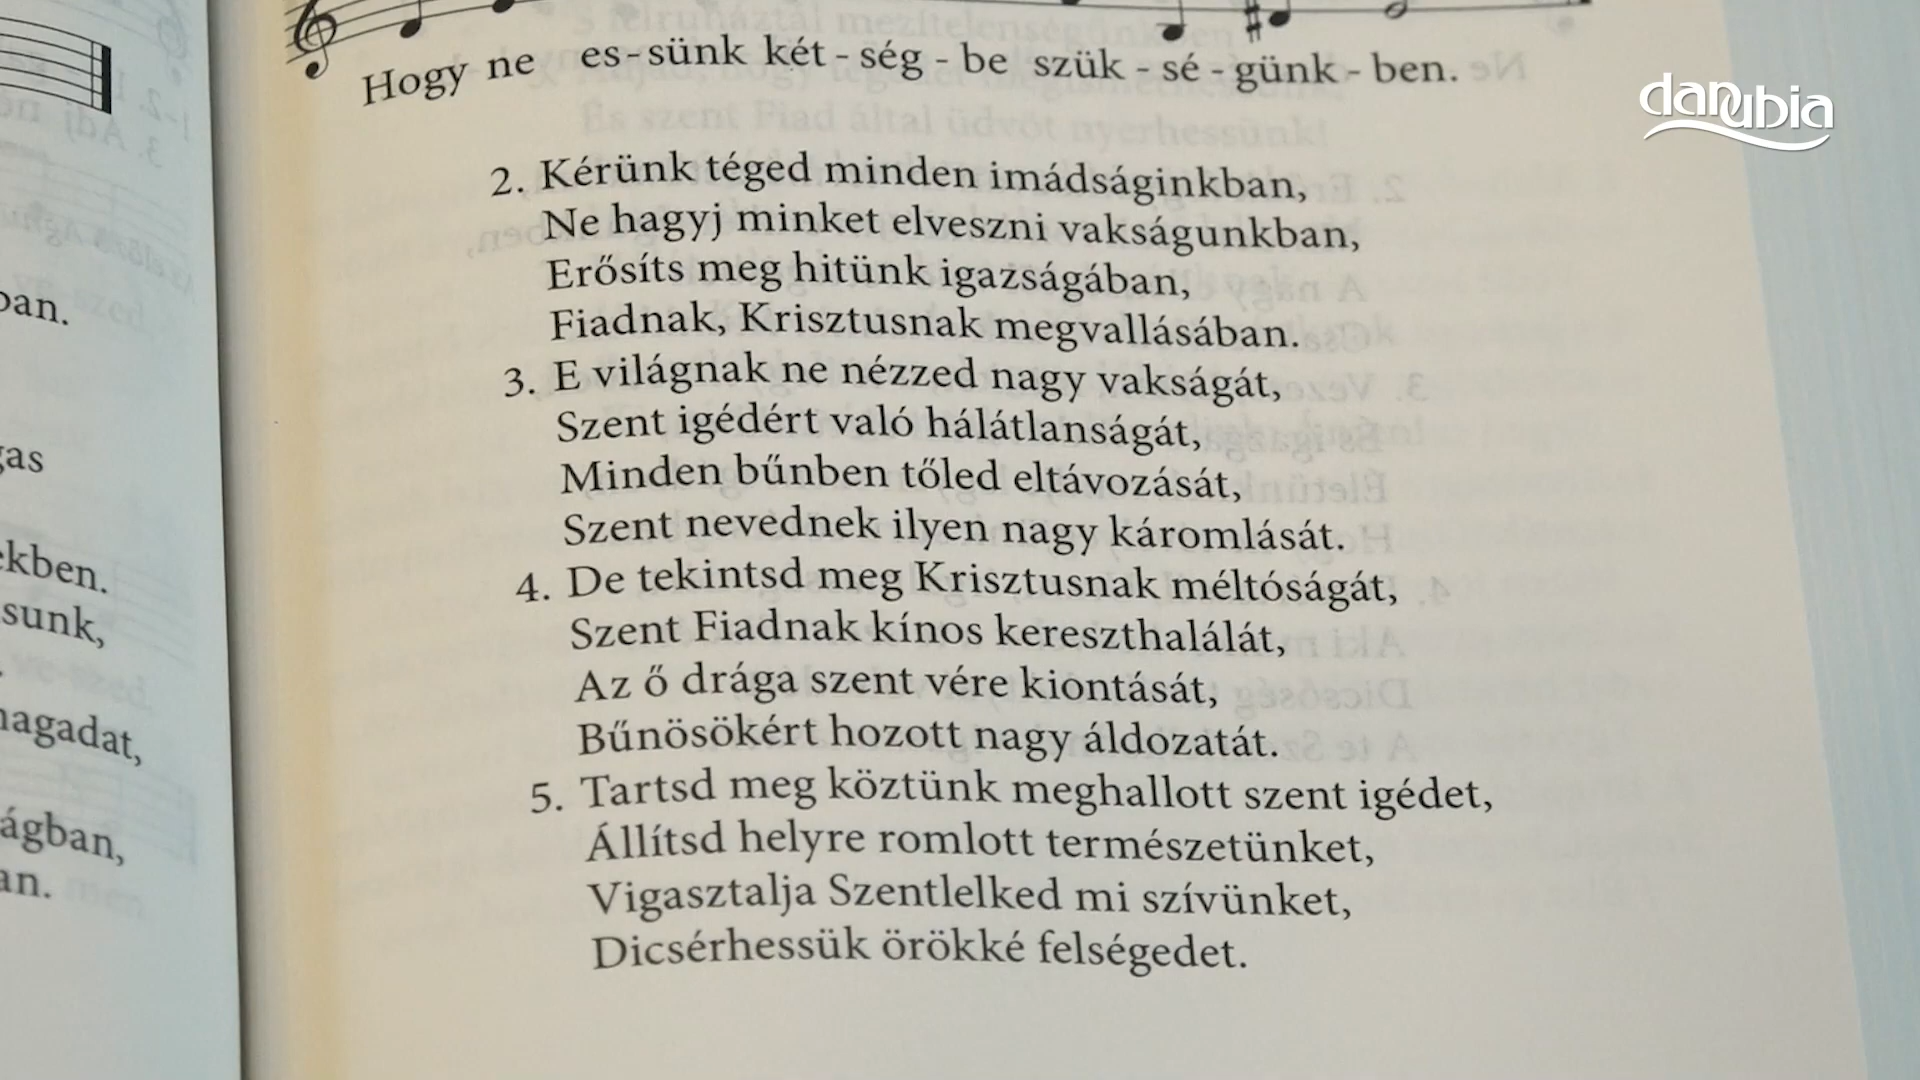 Hogy ne es-sünk két - ség - be szük - sé - günk - ben.
danubia
2. Kérünk téged minden imádságinkban,
Ne hagyj minket elveszni vakságunkban,
Erősíts meg hitünk igazságában,
Fiadnak, Krisztusnak megvallásában.
3. E világnak ne nézzed nagy vakságát,
Szent igédért való hálátlanságát,
Minden bűnben tőled eltávozását,
Szent nevednek ilyen nagy káromlását.
4. De tekintsd meg Krisztusnak méltóságát,
Szent Fiadnak kínos kereszthalálát,
Az ő drága szent vére kiontását,
Bűnösökért hozott nagy áldozatát.
5. Tartsd meg köztünk meghallott szent igédet,
Állítsd helyre romlott természetünket,
Vigasztalja Szentlelked mi szívünket,
Dicsérhessük örökké felségedet.